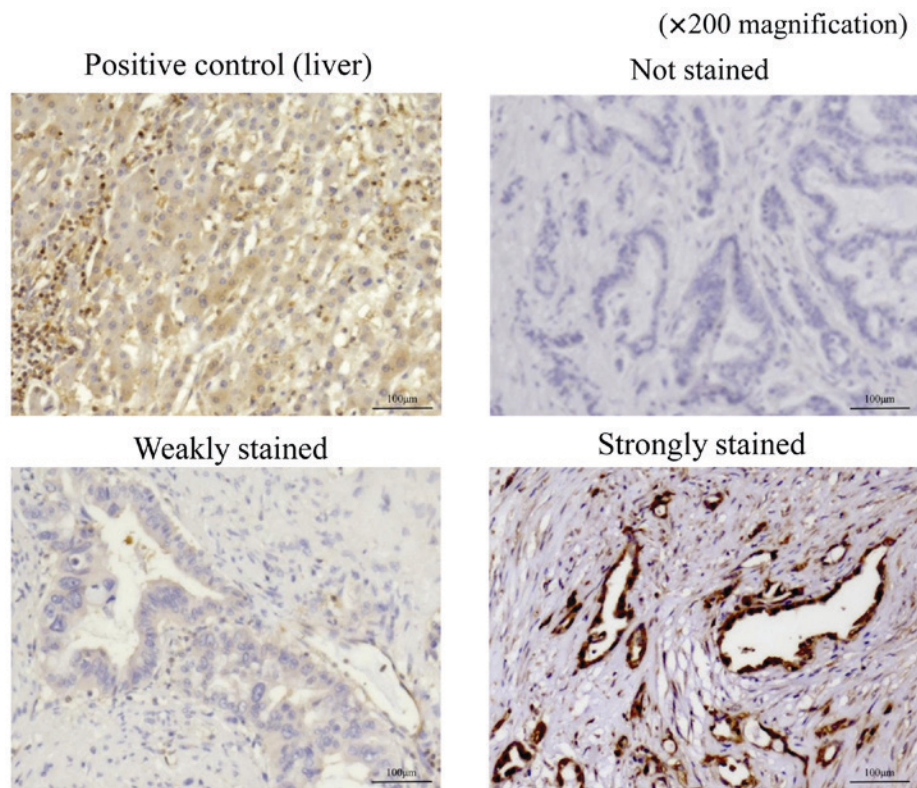 (×200 magnification)
Positive control (liver)
Not stained
100μm
100μm
Weakly stained
Strongly stained
100μm
100μm